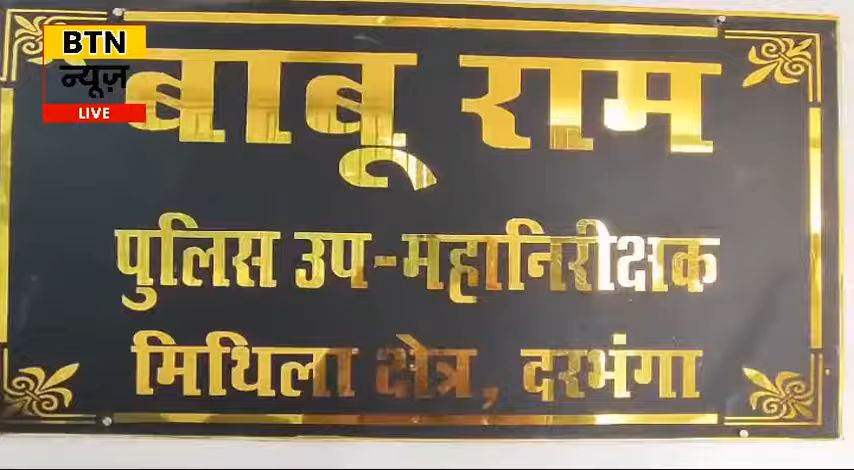 BTN
न्यूज़
LIVE
बाबू राम
पुलिस उप-महानिरीक्षक
मिथिला क्षेत्र, दरभंगा